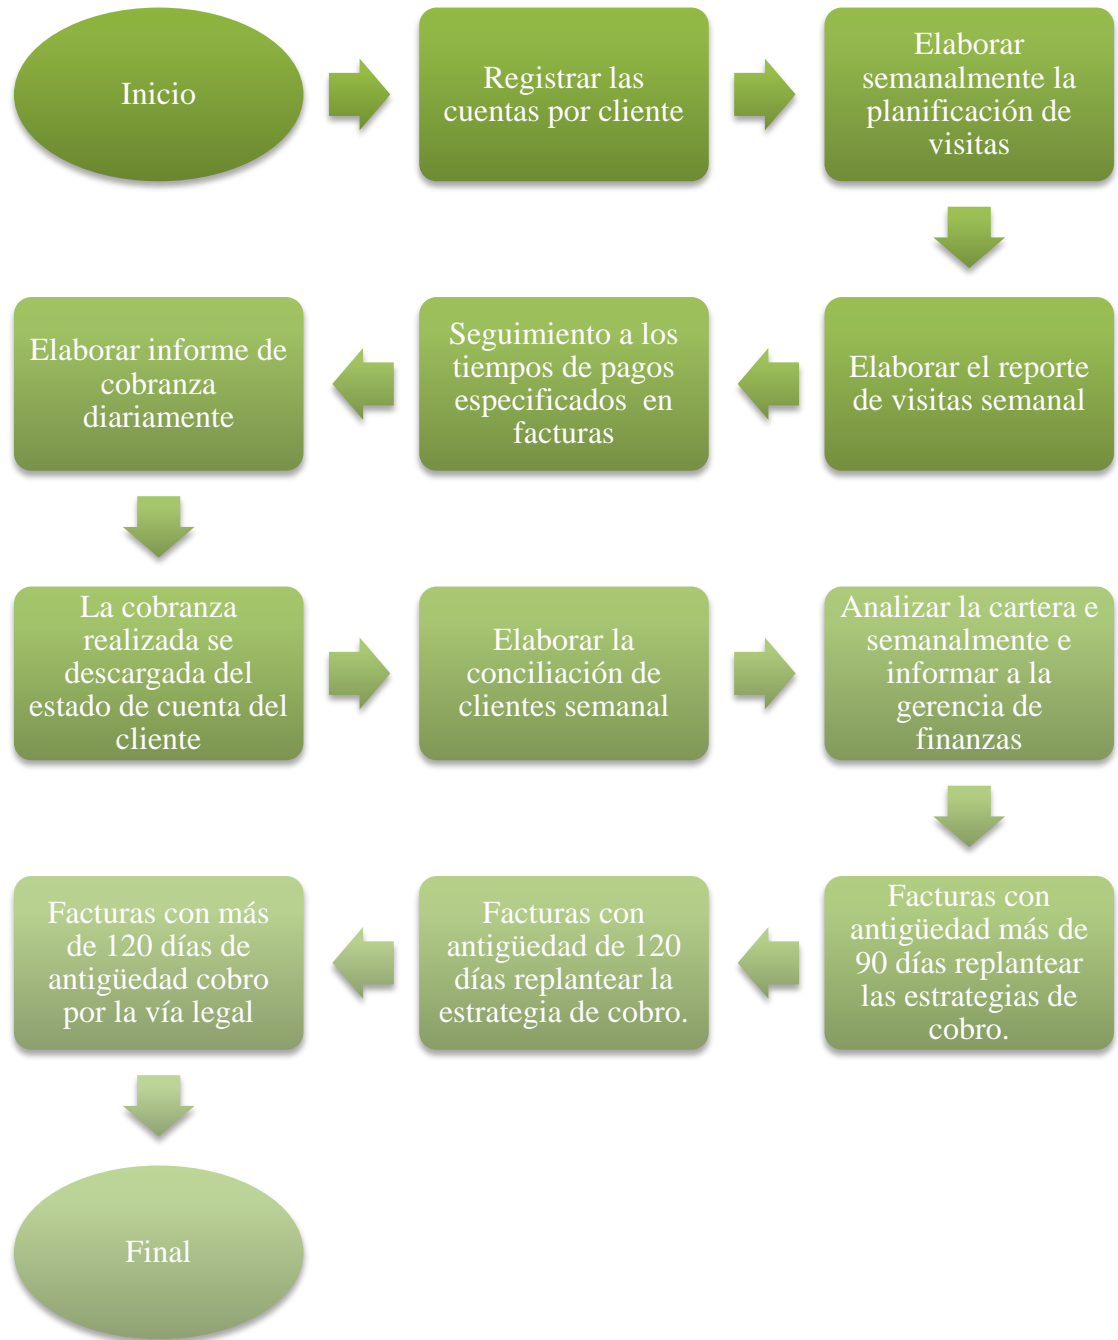 Inicio
Registrar las
cuentas por cliente
Elaborar
semanalmente la
planificación de
visitas
Elaborar el reporte
de visitas semanal
Seguimiento a los
tiempos de pagos
especificados en
facturas
Elaborar informe de
cobranza
diariamente
La cobranza
realizada se
descargada del
estado de cuenta del
cliente
Elaborar la
conciliación de
clientes semanal
Analizar la cartera e
semanalmente e
informar a la
gerencia de
finanzas
Facturas con
antigüedad más de
90 días replantear
las estrategias de
cobro.
Facturas con
antigüedad de 120
días replantear la
estrategia de cobro.
Facturas con más
de 120 días de
antigüedad cobro
por la vía legal
Final